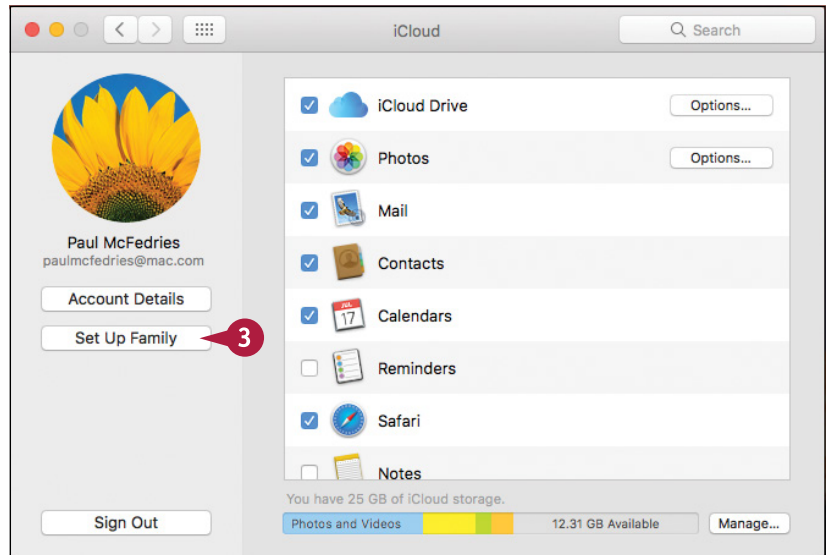 iCloud
Search
Paul McFedries
paulmcfedries@mac.com
Account Details
Set Up Family
3
Sign Out
iCloud Drive
Options...
Photos
Options...
Mail
Contacts
JUL
17
Calendars
Reminders
Safari
Notes
You have 25 GB of iCloud storage.
Photos and Videos
12.31 GB Available
Manage...